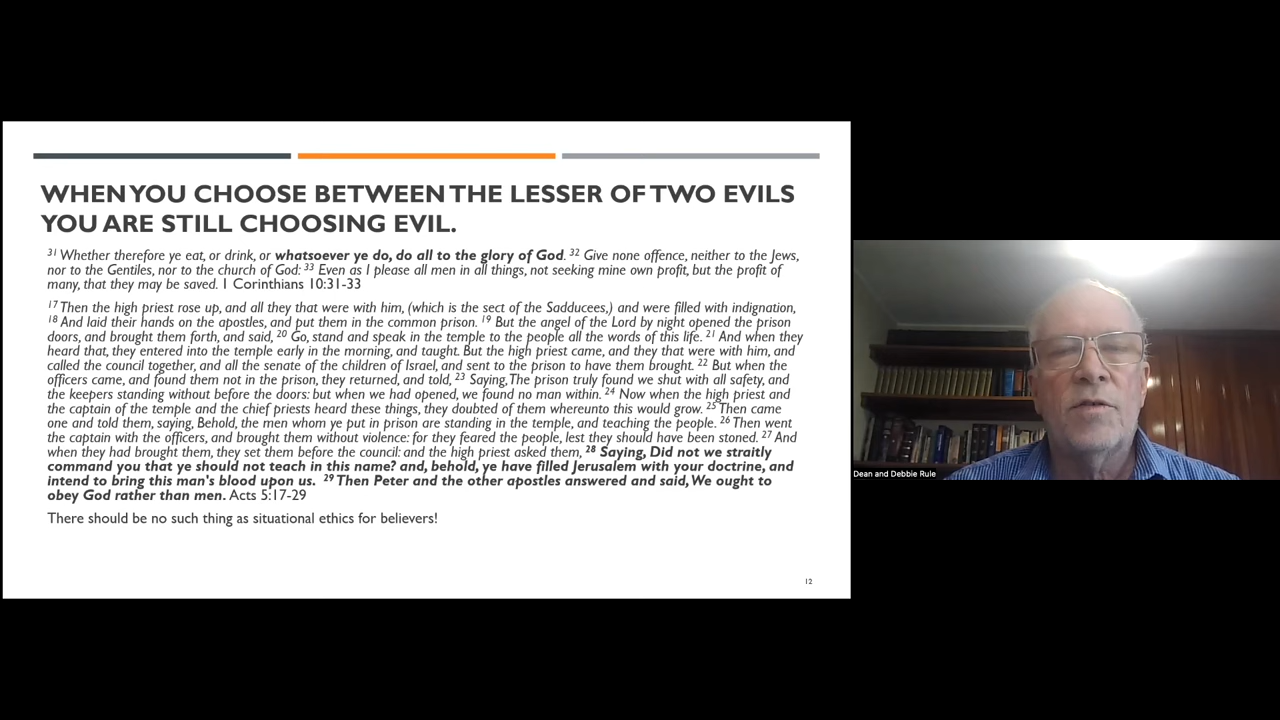 WHEN YOU CHOOSE BETWEEN THE LESSER OF TWO EVILS
YOU ARE STILL CHOOSING EVIL.
31 Whether therefore ye eat, or drink, or whatsoever ye do, do all to the glory of God. 32 Give none offence, neither to the Jews,
nor to the Gentiles, nor to the church of God: 33 Even as I please all men in all things, not seeking mine own profit, but the profit of
many, that they may be saved. 1 Corinthians 10:31-33
17 Then the high priest rose up, and all they that were with him, (which is the sect of the Sadducees,) and were filled with indignation,
18 And laid their hands on the apostles, and put them in the common prison. 19 But the angel of the Lord by night opened the prison
doors, and brought them forth, and said, 20 Go, stand and speak in the temple to the people all the words of this life. 21 And when they
heard that, they entered into the temple early in the morning, and taught. But the high priest came, and they that were with him, and
called the council together, and all the senate of the children of Israel, and sent to the prison to have them brought. 22 But when the
officers came, and found them not in the prison, they returned, and told, 23 Saying, The prison truly found we shut with all safety, and
the keepers standing without before the doors: but when we had opened, we found no man within. 24 Now when the high priest and
the captain of the temple and the chief priests heard these things, they doubted of them whereunto this would grow. 25 Then came
one and told them, saying, Behold, the men whom ye put in prison are standing in the temple, and teaching the people. 26 Then went
the captain with the officers, and brought them without violence: for they feared the people, lest they should have been stoned. 27 And
when they had brought them, they set them before the council: and the high priest asked them, 28 Saying, Did not we straitly
command you that ye should not teach in this name? and, behold, ye have filled Jerusalem with your doctrine, and
intend to bring this man's blood upon us. 29 Then Peter and the other apostles answered and said, We ought to
obey God rather than men. Acts 5:17-29
There should be no such thing as situational ethics for believers!
12
Dean and Debbie Rule